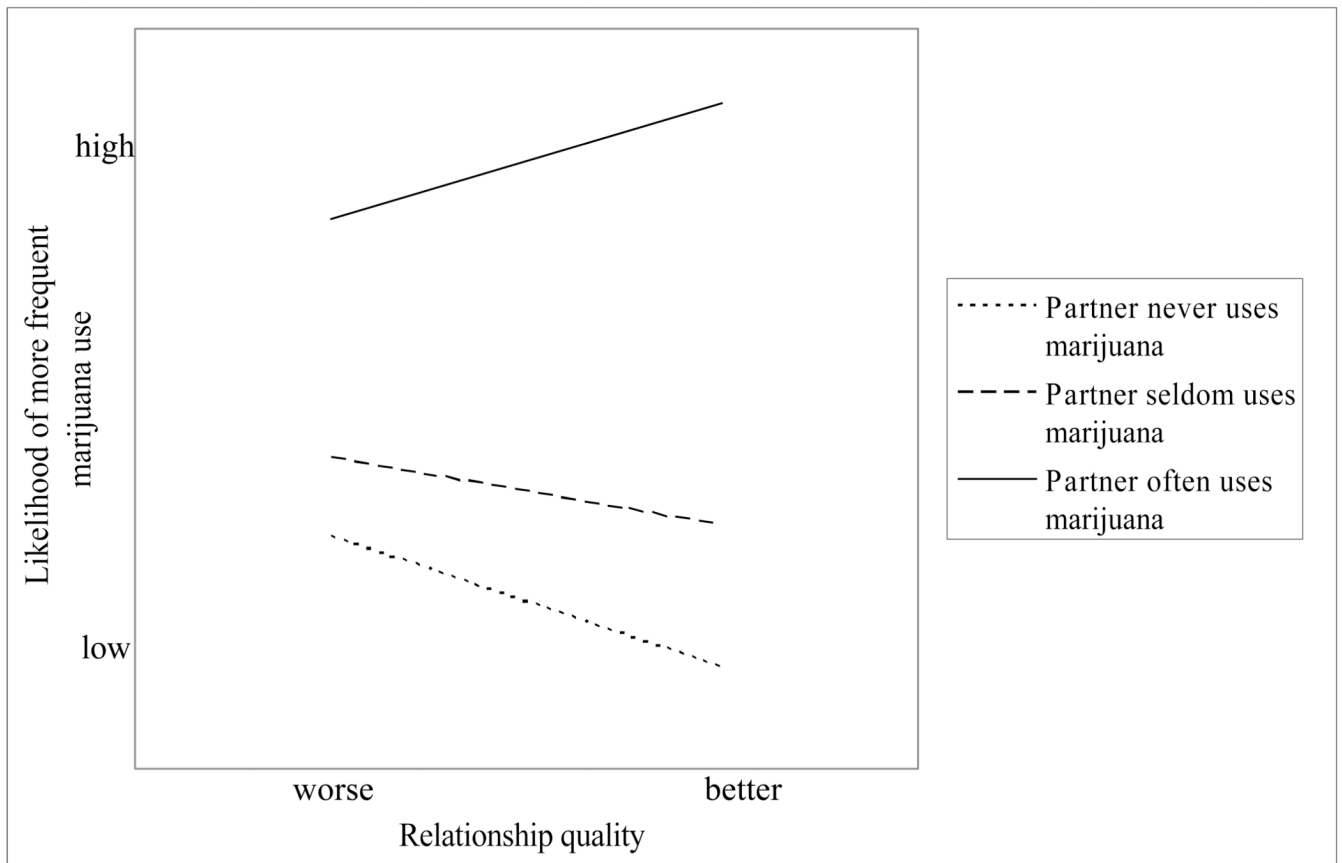 high
Likelihood of more frequent
marijuana use
low
worse
better
Relationship quality
Partner never uses
marijuana
Partner seldom uses
marijuana
Partner often uses
marijuana